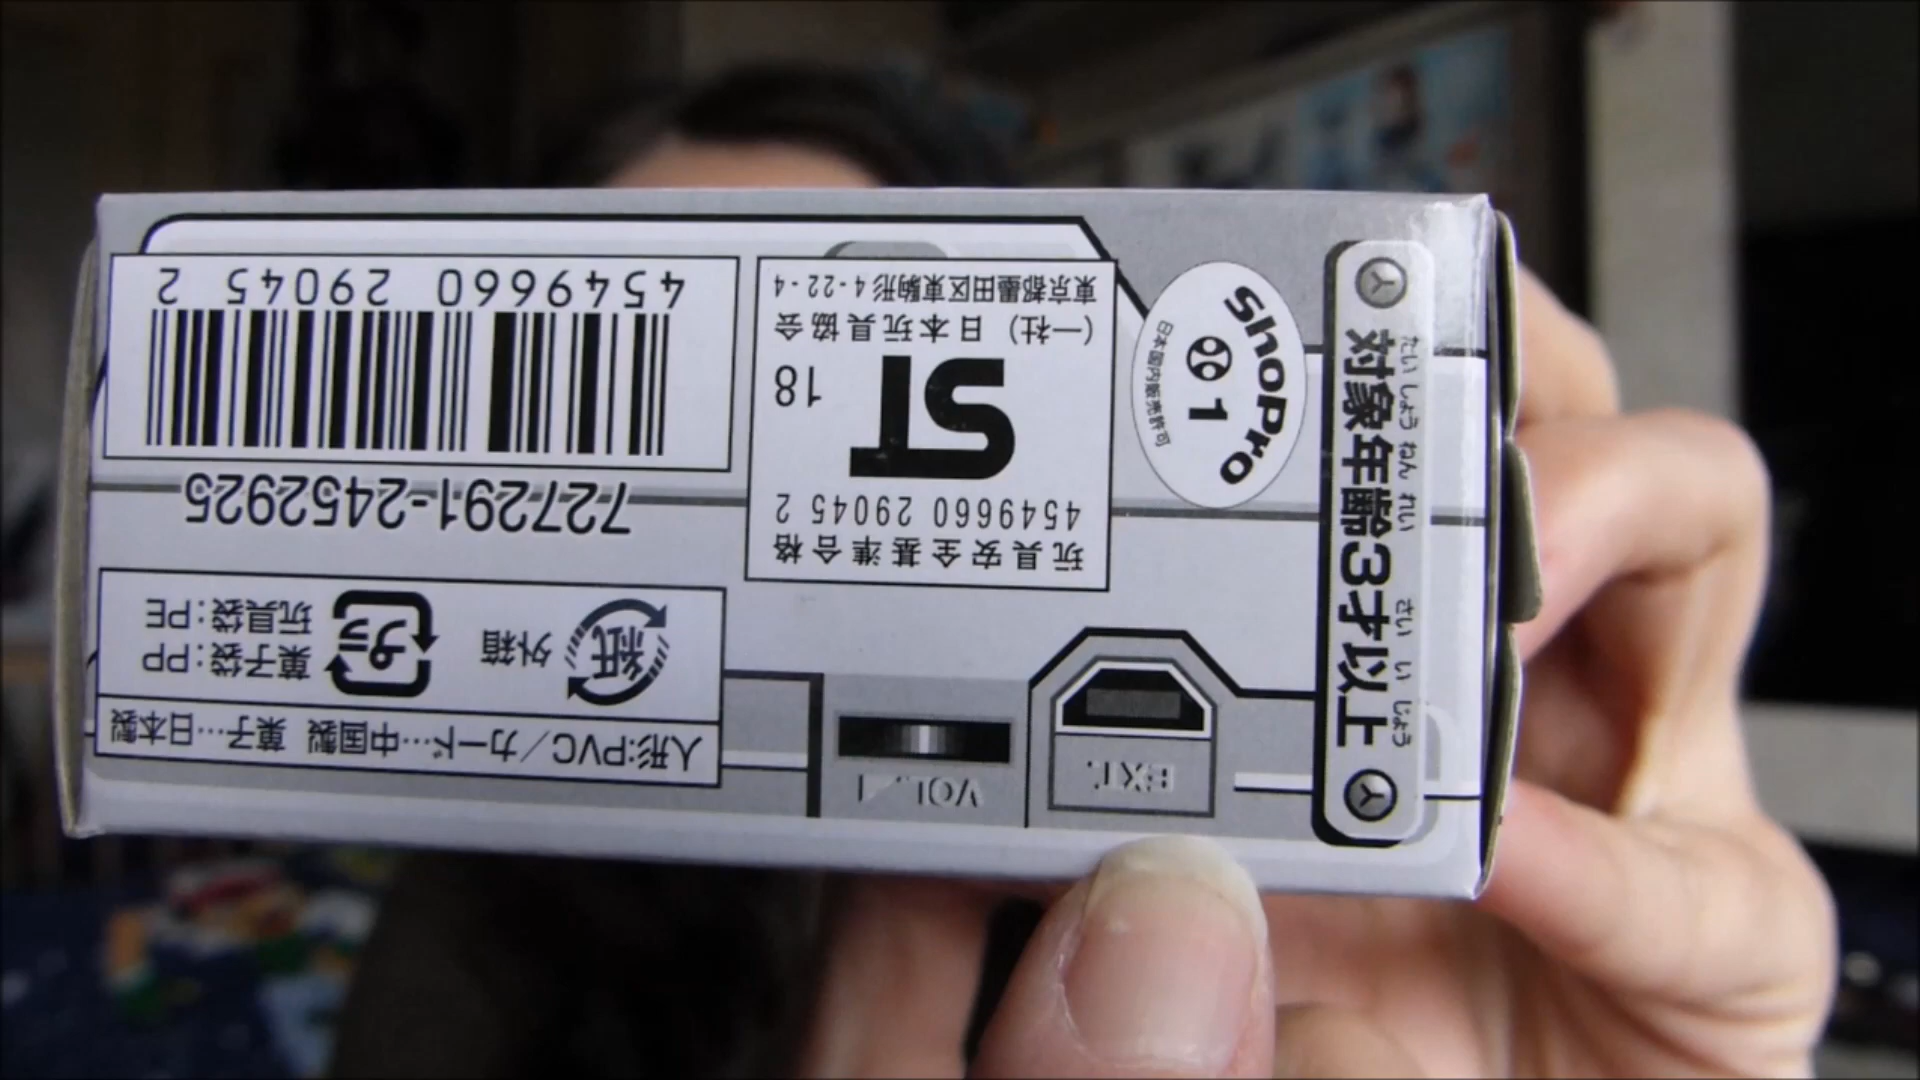 人形:PVC/カード…中国製 菓子…日本製
紙
外箱
プラ
菓子袋:PP
玩具袋:PE
727291-2452925
4 549660 290452
玩具安全基準合格
4549660 29045 2
ST
18
(一社) 日本玩具協会
東京都墨田区東駒形4-22-4
ShoPro
1
日本国内販売許可
たいしょうねんれい さいいじょう
対象年齢3才以上
VOL.
EXT.